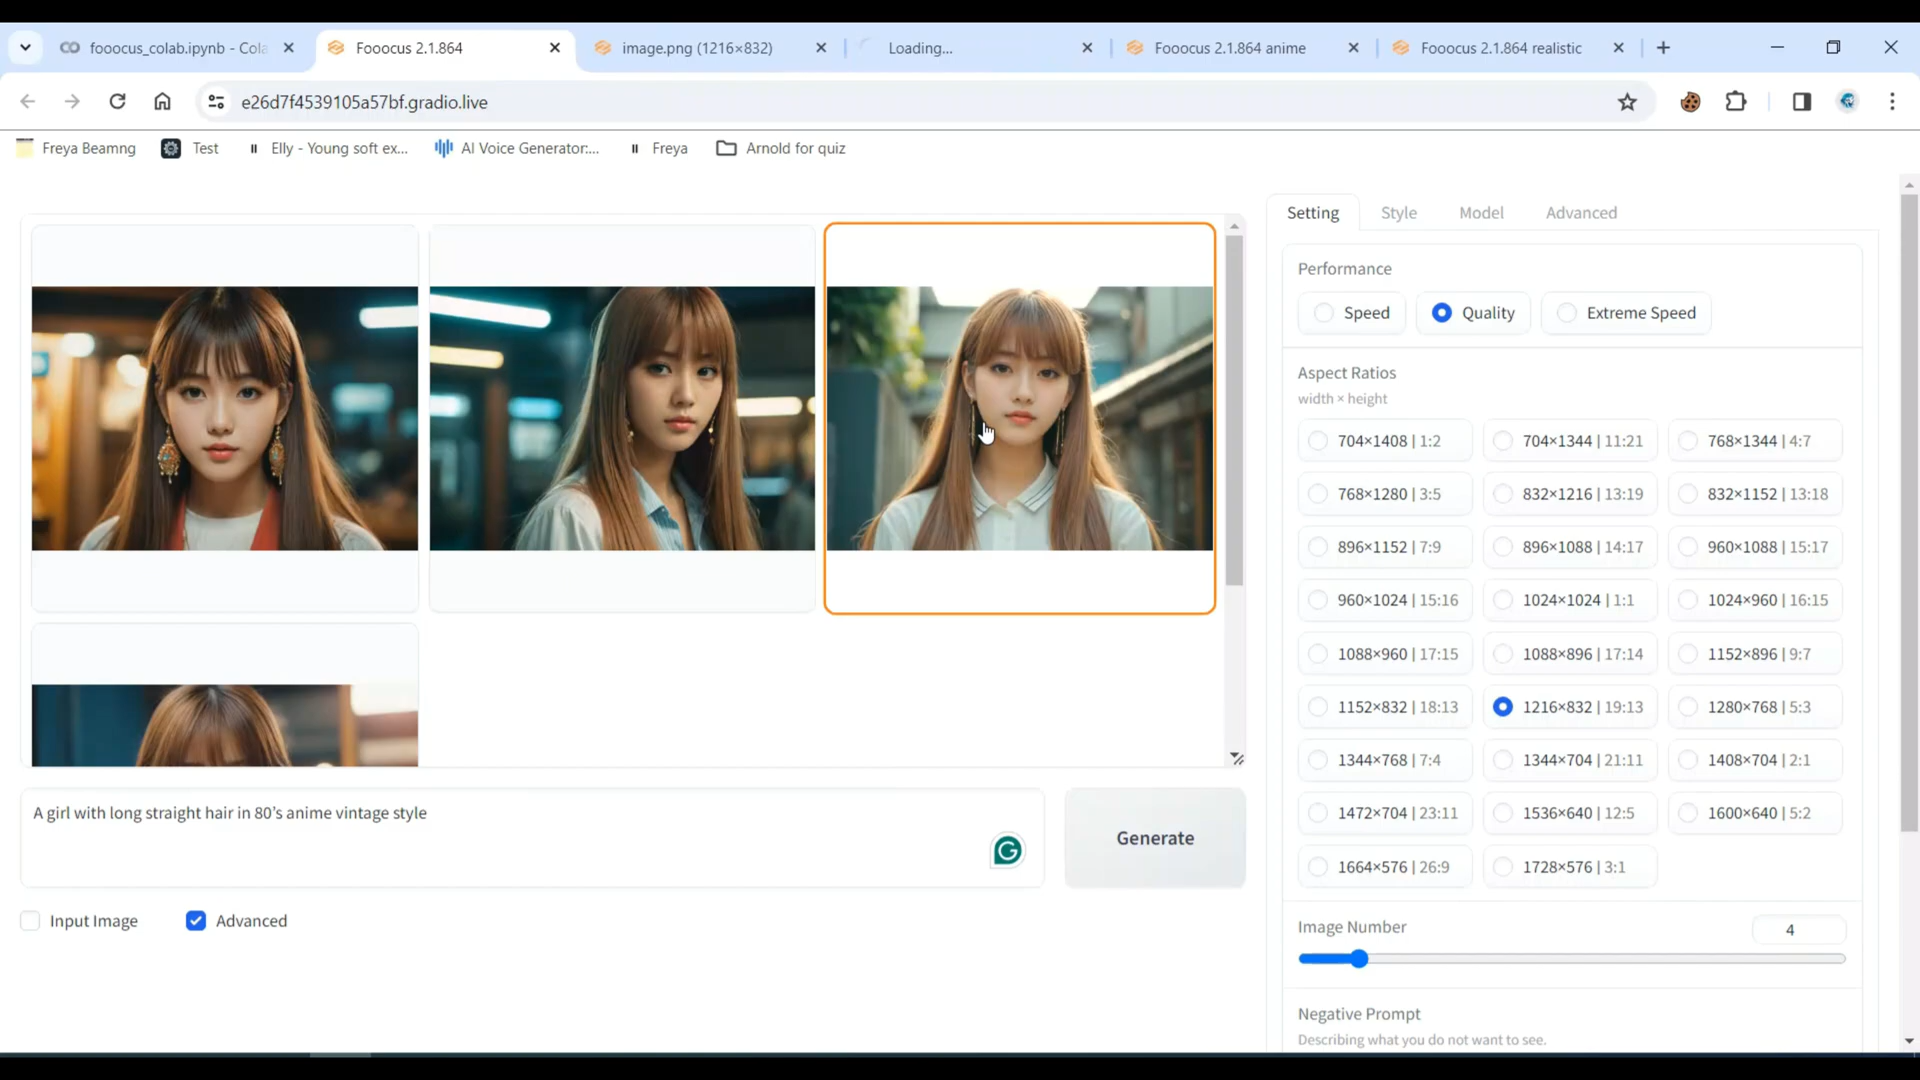 fooocus_colab.ipynb - Cola
Fooocus 2.1.864
image.png (1216×832)
Loading...
Fooocus 2.1.864 anime
Fooocus 2.1.864 realistic
e26d7f4539105a57bf.gradio.live
Freya Beamng
Test
Elly - Young soft ex...
AI Voice Generator:...
Freya
Arnold for quiz
Setting
Style
Model
Advanced
Performance
Speed
Quality
Extreme Speed
Aspect Ratios
width × height
704×1408 | 1:2
704×1344 | 11:21
768×1344 | 4:7
768×1280 | 3:5
832×1216 | 13:19
832×1152 | 13:18
896×1152 | 7:9
896×1088 | 14:17
960×1088 | 15:17
960×1024 | 15:16
1024×1024 | 1:1
1024×960 | 16:15
1088×960 | 17:15
1088×896 | 17:14
1152×896 | 9:7
1152×832 | 18:13
1216×832 | 19:13
1280×768 | 5:3
1344×768 | 7:4
1344×704 | 21:11
1408×704 | 2:1
1472×704 | 23:11
1536×640 | 12:5
1600×640 | 5:2
1664×576 | 26:9
1728×576 | 3:1
Image Number
4
Negative Prompt
Describing what you do not want to see.
A girl with long straight hair in 80’s anime vintage style
Generate
Input Image
Advanced